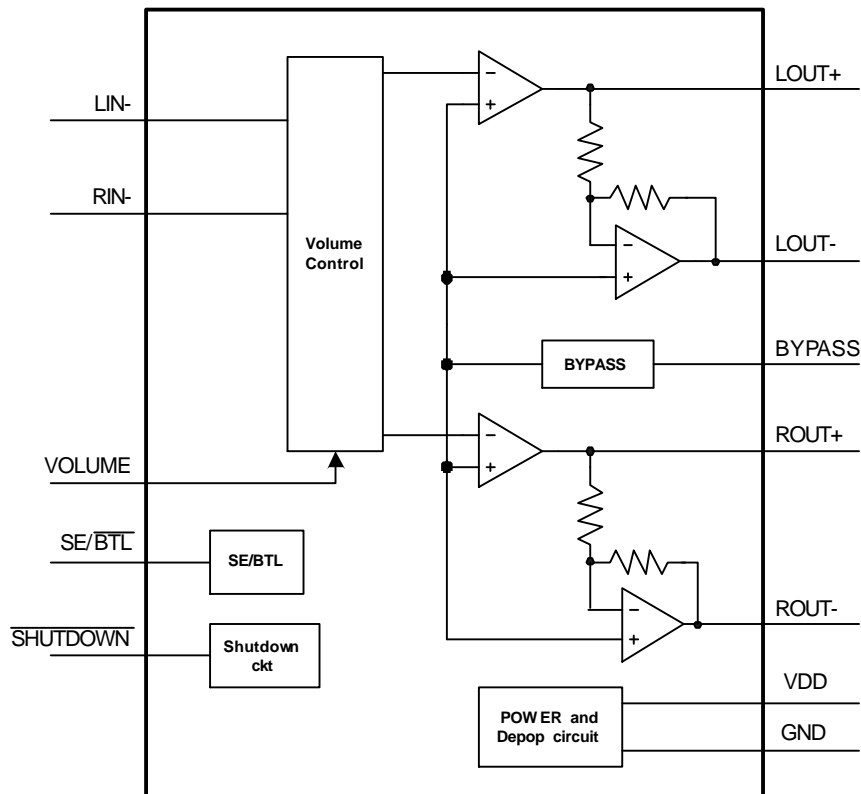 LIN-
RIN-
VOLUME
SE/BTL
SHUTDOWN
Volume
Control
SE/BTL
Shutdown
ckt
-
+
-
+
BYPASS
-
+
-
+
POWER and
Depop circuit
LOUT+
LOUT-
BYPASS
ROUT+
ROUT-
VDD
GND